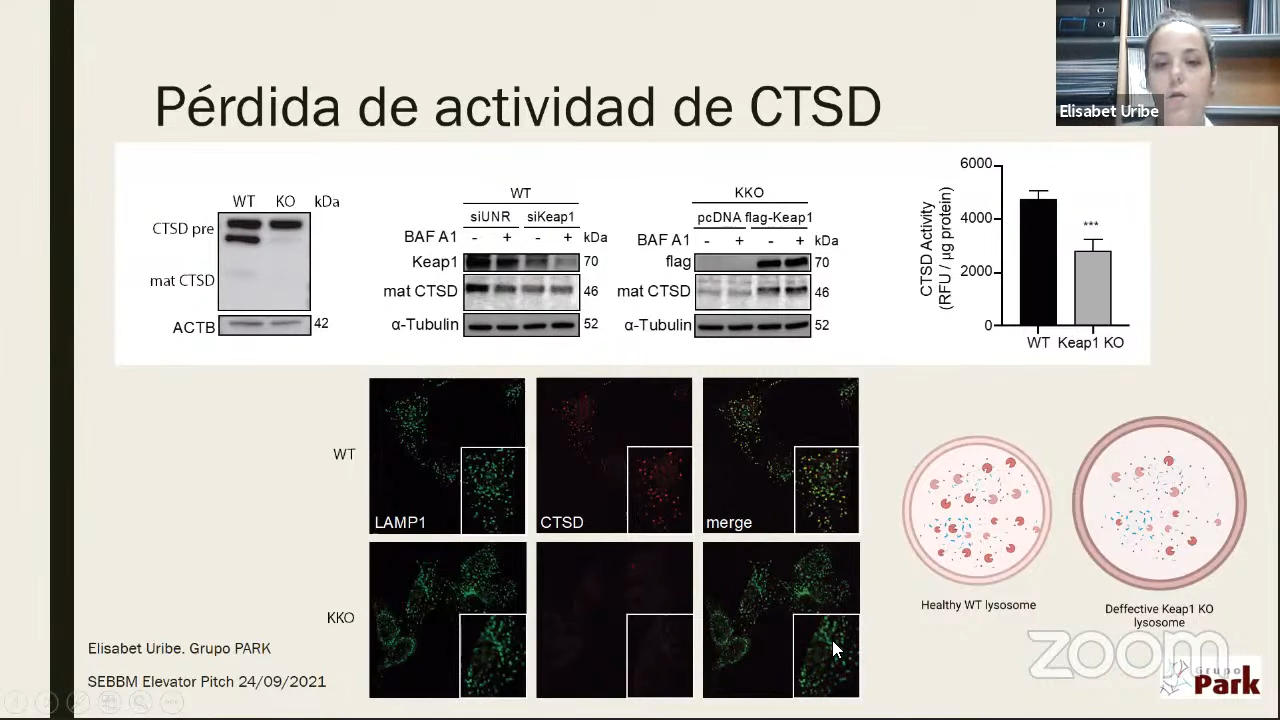 Elisabet Uribe
Pérdida de actividad de CTSD
WT KO kDa
CTSD pre
mat CTSD
ACTB 42
WT
siUNR siKeap1
BAF A1 - + - + kDa
Keap1 70
mat CTSD 46
α-Tubulin 52
KKO
pcDNA flag-Keap1
BAF A1 - + - + kDa
flag 70
mat CTSD 46
α-Tubulin 52
CTSD Activity
(RFU / µg protein)
6000
4000
2000
0
***
WT Keap1 KO
WT
LAMP1 CTSD merge
KKO
Healthy WT lysosome
Deffective Keap1 KO
lysosome
Elisabet Uribe. Grupo PARK
SEBBM Elevator Pitch 24/09/2021
zoom
Grupo
Park